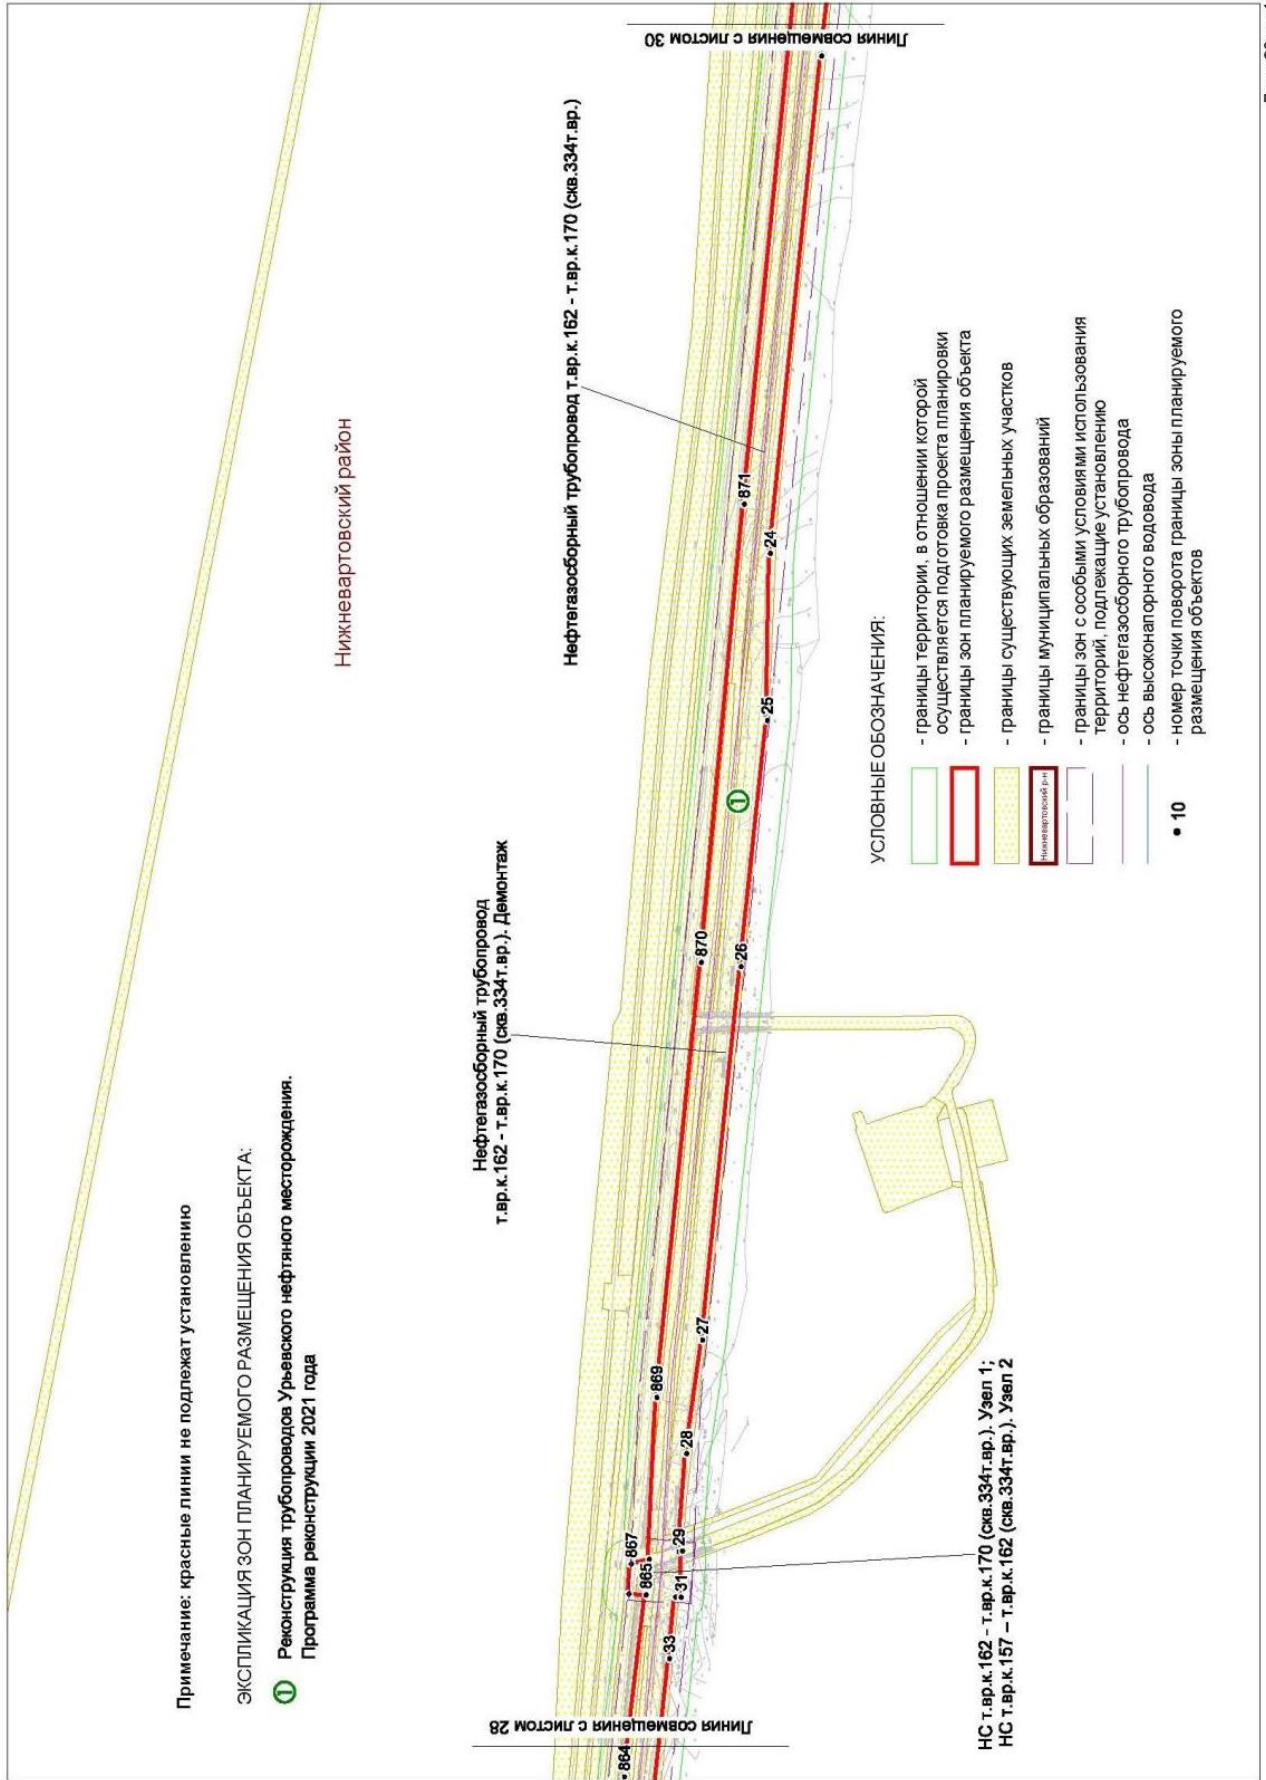 Примечание: красные линии не подлежат установлению
ЭКСПЛИКАЦИЯ ЗОН ПЛАНИРУЕМОГО РАЗМЕЩЕНИЯ ОБЪЕКТА:
1 Реконструкция трубопроводов Урьевского нефтяного месторождения.
Программа реконструкции 2021 года
Нижневартовский район
Нефтегазосборный трубопровод
т.вр.к.162 - т.вр.к.170 (скв.334т.вр.). Демонтаж
Нефтегазосборный трубопровод т.вр.к.162 - т.вр.к.170 (скв.334т.вр.)
Линия совмещения с листом 28
Линия совмещения с листом 30
864
865
867
869
870
871
33
31
29
28
27
26
25
24
1
НС т.вр.к.162 - т.вр.к.170 (скв.334т.вр.). Узел 1;
НС т.вр.к.157 – т.вр.к.162 (скв.334т.вр.). Узел 2
УСЛОВНЫЕ ОБОЗНАЧЕНИЯ:
- границы территории, в отношении которой
осуществляется подготовка проекта планировки
- границы зон планируемого размещения объекта
- границы существующих земельных участков
Нижневартовский р-н
- границы муниципальных образований
- границы зон с особыми условиями использования
территорий, подлежащие установлению
- ось нефтегазосборного трубопровода
- ось высоконапорного водовода
• 10 - номер точки поворота границы зоны планируемого
размещения объектов